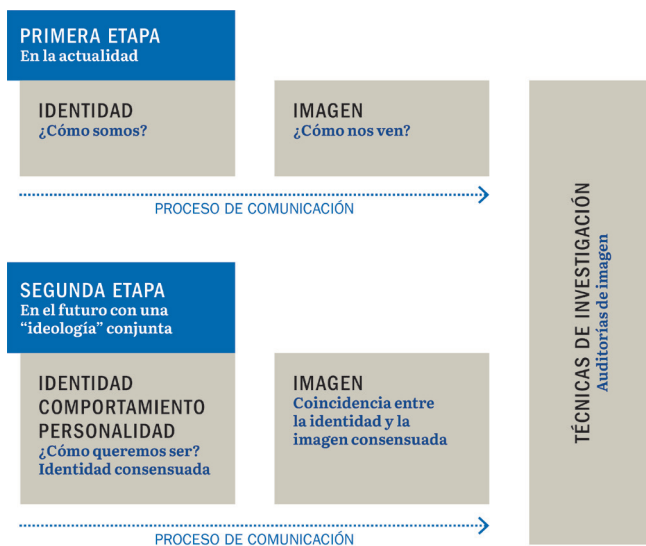 PRIMERA ETAPA
En la actualidad
IDENTIDAD
¿Cómo somos?
IMAGEN
¿Cómo nos ven?
PROCESO DE COMUNICACIÓN
SEGUNDA ETAPA
En el futuro con una
“ideología” conjunta
IDENTIDAD
COMPORTAMIENTO
PERSONALIDAD
¿Cómo queremos ser?
Identidad consensuada
IMAGEN
Coincidencia entre
la identidad y la
imagen consensuada
PROCESO DE COMUNICACIÓN
TÉCNICAS DE INVESTIGACIÓN
Auditorías de imagen